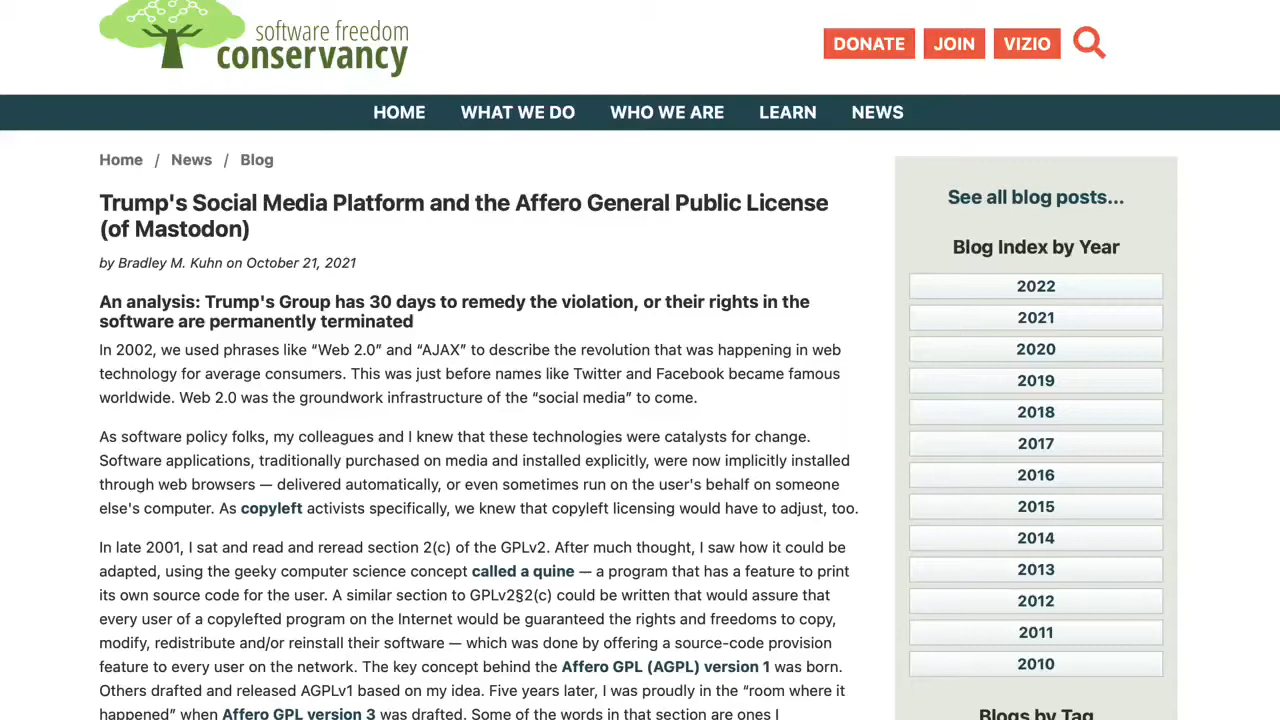 software freedom
conservancy
DONATE
JOIN
VIZIO
HOME
WHAT WE DO
WHO WE ARE
LEARN
NEWS
Home / News / Blog
Trump's Social Media Platform and the Affero General Public License
(of Mastodon)
by Bradley M. Kuhn on October 21, 2021
An analysis: Trump's Group has 30 days to remedy the violation, or their rights in the
software are permanently terminated
In 2002, we used phrases like “Web 2.0” and “AJAX” to describe the revolution that was happening in web
technology for average consumers. This was just before names like Twitter and Facebook became famous
worldwide. Web 2.0 was the groundwork infrastructure of the “social media” to come.
As software policy folks, my colleagues and I knew that these technologies were catalysts for change.
Software applications, traditionally purchased on media and installed explicitly, were now implicitly installed
through web browsers — delivered automatically, or even sometimes run on the user's behalf on someone
else's computer. As copyleft activists specifically, we knew that copyleft licensing would have to adjust, too.
In late 2001, I sat and read and reread section 2(c) of the GPLv2. After much thought, I saw how it could be
adapted, using the geeky computer science concept called a quine — a program that has a feature to print
its own source code for the user. A similar section to GPLv2§2(c) could be written that would assure that
every user of a copylefted program on the Internet would be guaranteed the rights and freedoms to copy,
modify, redistribute and/or reinstall their software — which was done by offering a source-code provision
feature to every user on the network. The key concept behind the Affero GPL (AGPL) version 1 was born.
Others drafted and released AGPLv1 based on my idea. Five years later, I was proudly in the “room where it
happened” when Affero GPL version 3 was drafted. Some of the words in that section are ones I
See all blog posts...
Blog Index by Year
2022
2021
2020
2019
2018
2017
2016
2015
2014
2013
2012
2011
2010
Blogs by Tag